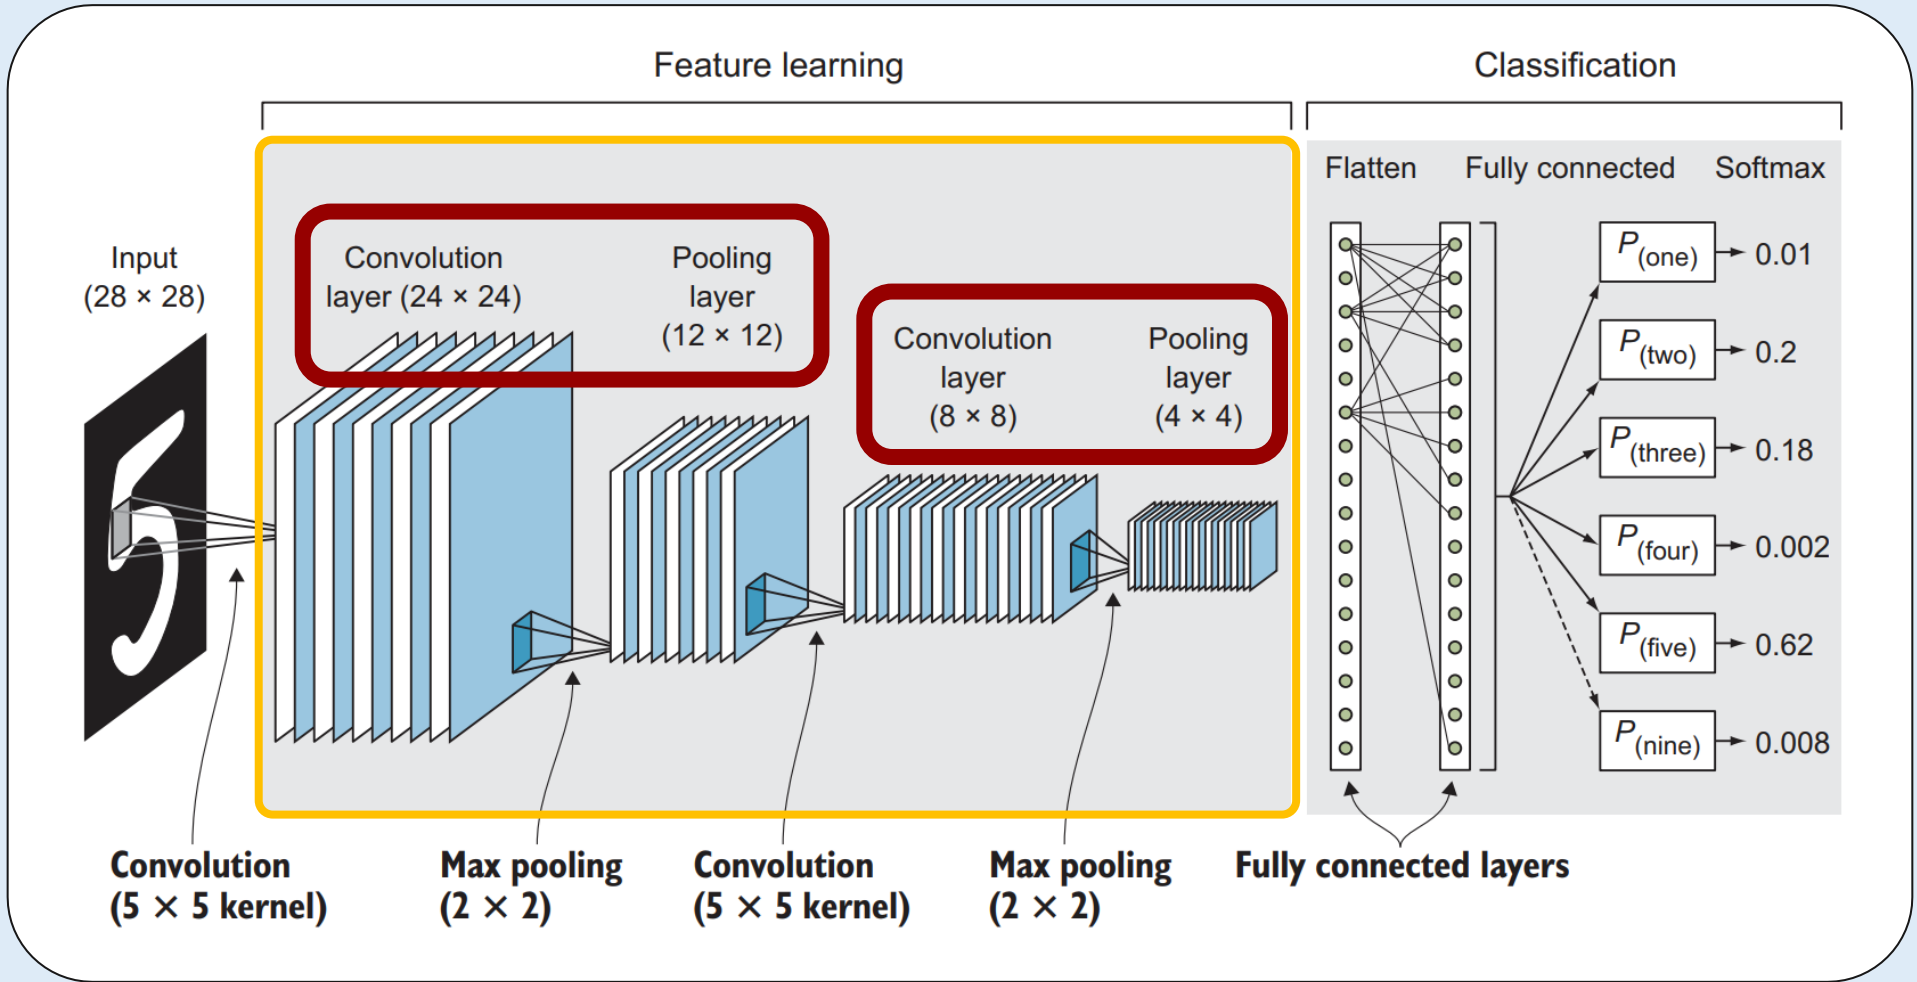 Feature learning
Classification
Input
(28 × 28)
Convolution
layer (24 × 24)
Pooling
layer
(12 × 12)
Convolution
layer
(8 × 8)
Pooling
layer
(4 × 4)
Flatten
Fully connected
Softmax
P(one)
0.01
P(two)
0.2
P(three)
0.18
P(four)
0.002
P(five)
0.62
P(nine)
0.008
Convolution
(5 × 5 kernel)
Max pooling
(2 × 2)
Convolution
(5 × 5 kernel)
Max pooling
(2 × 2)
Fully connected layers